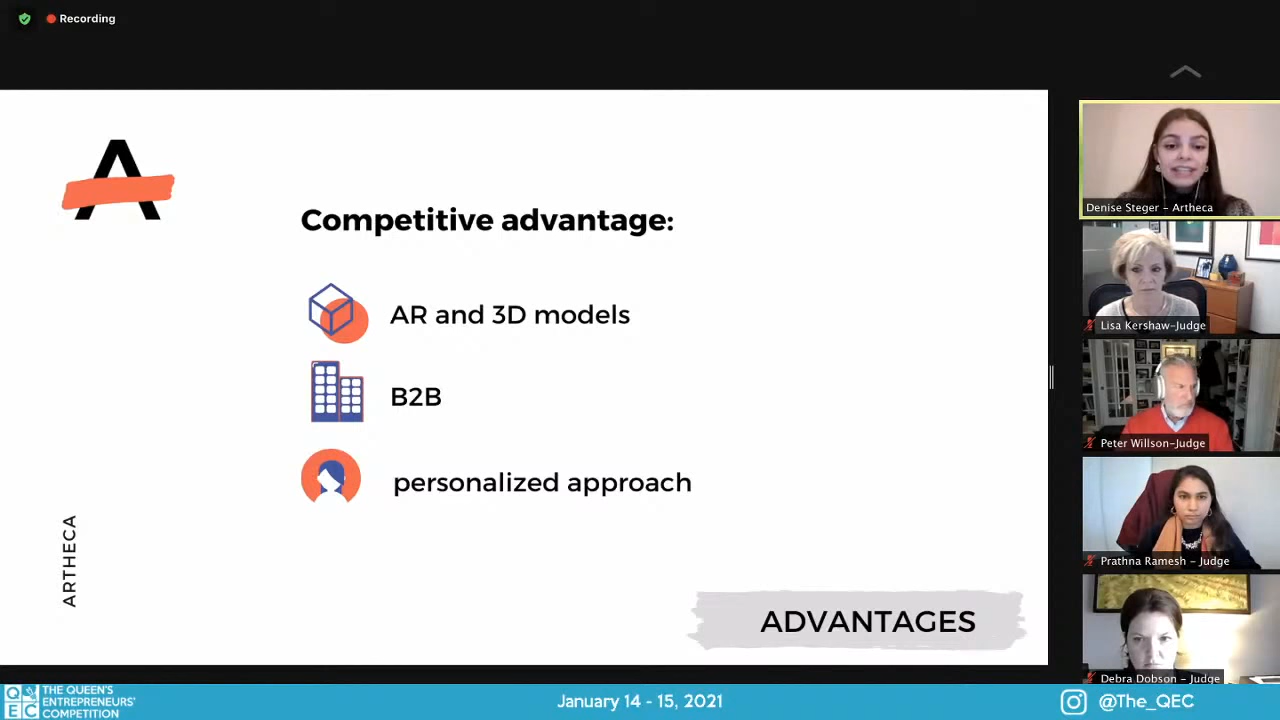 Recording
A
Competitive advantage:
AR and 3D models
B2B
personalized approach
ARTHECA
ADVANTAGES
Denise Steger – Artheca
Lisa Kershaw-Judge
Peter Willson-Judge
Prathna Ramesh – Judge
Debra Dobson – Judge
QEC
THE QUEEN'S
ENTREPRENEURS'
COMPETITION
January 14 - 15, 2021
@The_QEC